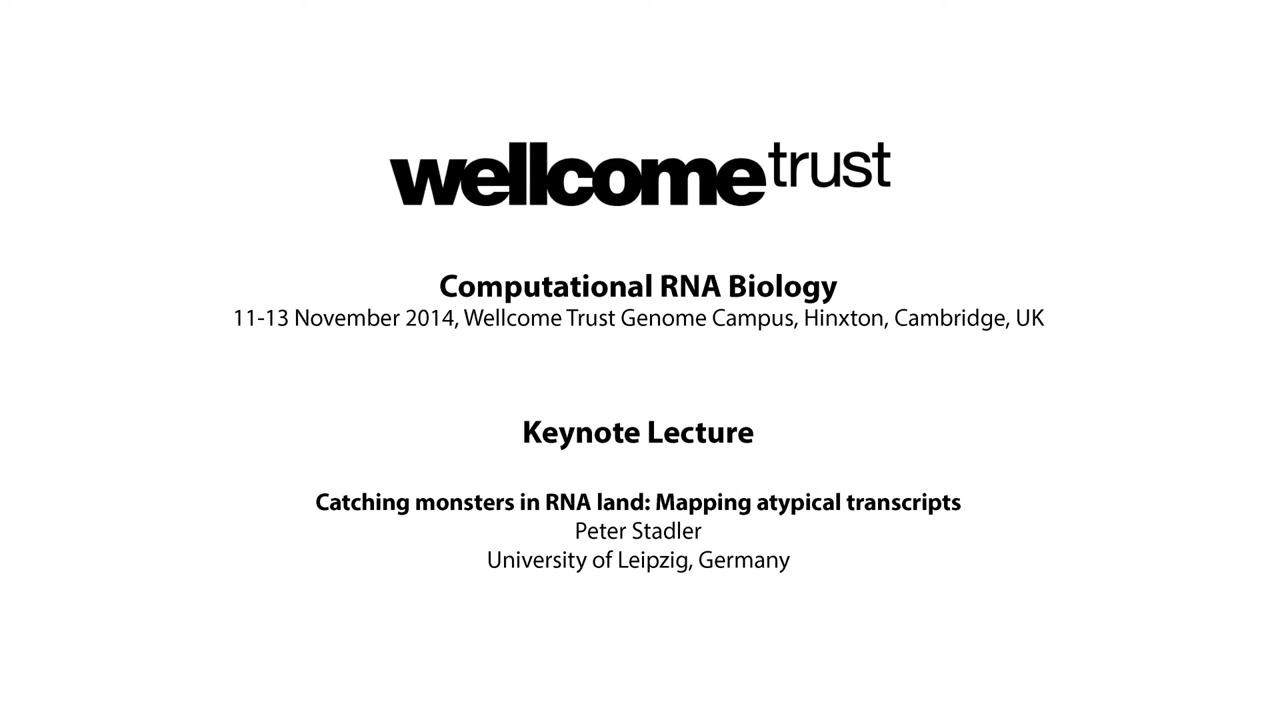 wellcome trust
Computational RNA Biology
11-13 November 2014, Wellcome Trust Genome Campus, Hinxton, Cambridge, UK
Keynote Lecture
Catching monsters in RNA land: Mapping atypical transcripts
Peter Stadler
University of Leipzig, Germany